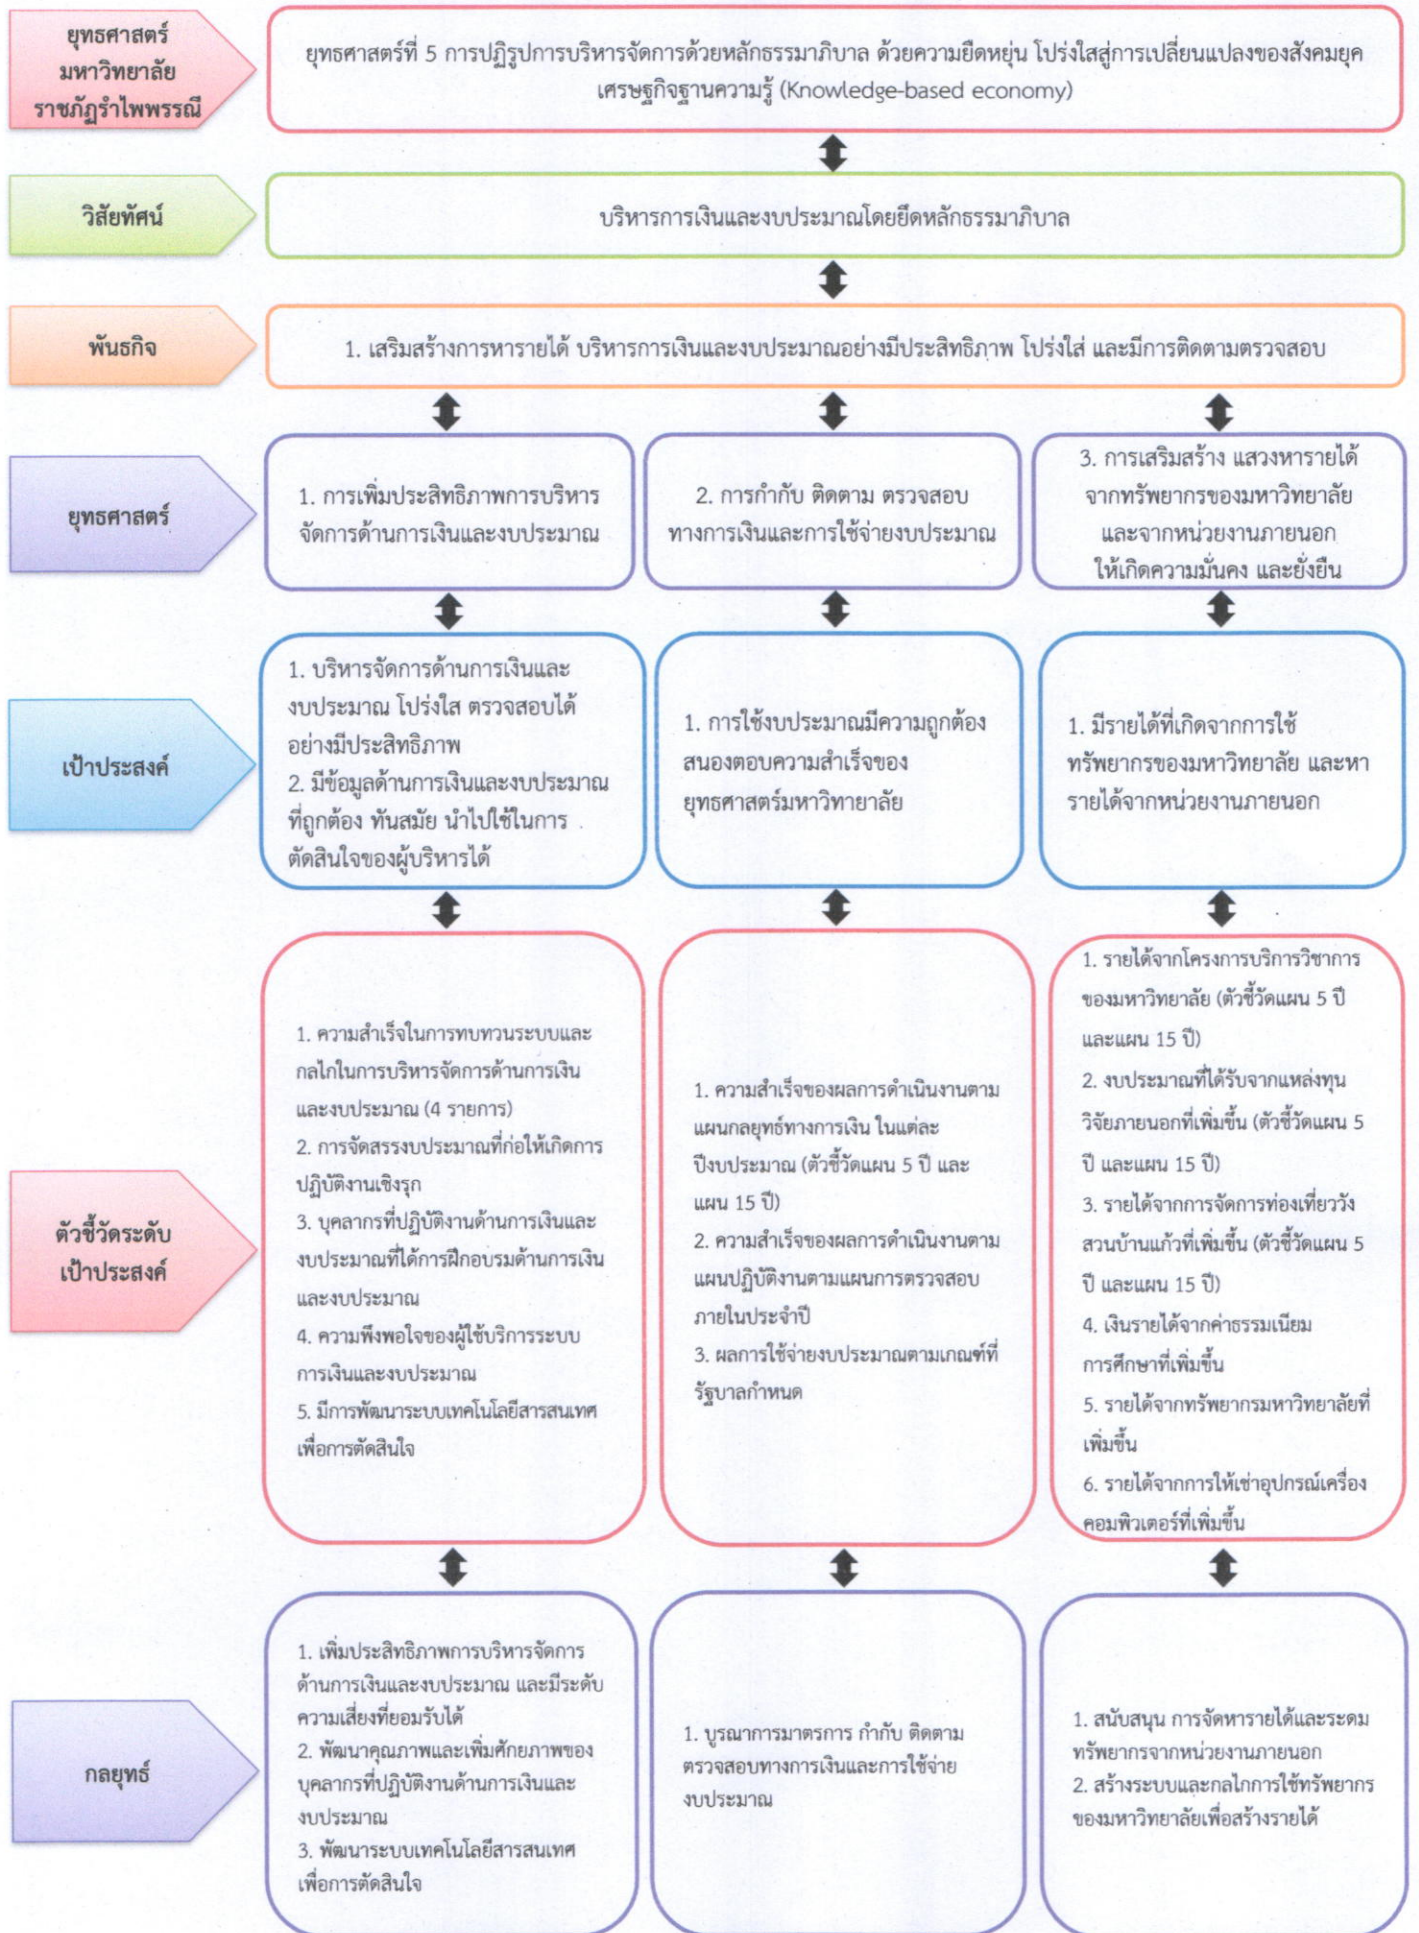 ยุทธศาสตร์
มหาวิทยาลัย
ราชภัฏรำไพพรรณี
ยุทธศาสตร์ที่ 5 การปฏิรูปการบริหารจัดการด้วยหลักธรรมาภิบาล ด้วยความยืดหยุ่น โปร่งใสสู่การเปลี่ยนแปลงของสังคมยุค
เศรษฐกิจฐานความรู้ (Knowledge-based economy)
วิสัยทัศน์
บริหารการเงินและงบประมาณโดยยึดหลักธรรมาภิบาล
พันธกิจ
1. เสริมสร้างการหารายได้ บริหารการเงินและงบประมาณอย่างมีประสิทธิภาพ โปร่งใส่ และมีการติดตามตรวจสอบ
ยุทธศาสตร์
1. การเพิ่มประสิทธิภาพการบริหาร
จัดการด้านการเงินและงบประมาณ
2. การกำกับ ติดตาม ตรวจสอบ
ทางการเงินและการใช้จ่ายงบประมาณ
3. การเสริมสร้าง แสวงหารายได้
จากทรัพยากรของมหาวิทยาลัย
และจากหน่วยงานภายนอก
ให้เกิดความมั่นคง และยั่งยืน
เป้าประสงค์
1. บริหารจัดการด้านการเงินและ
งบประมาณ โปร่งใส ตรวจสอบได้
อย่างมีประสิทธิภาพ
2. มีข้อมูลด้านการเงินและงบประมาณ
ที่ถูกต้อง ทันสมัย นำไปใช้ในการ
ตัดสินใจของผู้บริหารได้
1. การใช้งบประมาณมีความถูกต้อง
สนองตอบความสำเร็จของ
ยุทธศาสตร์มหาวิทายาลัย
1. มีรายได้ที่เกิดจากการใช้
ทรัพยากรของมหาวิทยาลัย และหา
รายได้จากหน่วยงานภายนอก
ตัวชี้วัดระดับ
เป้าประสงค์
1. ความสำเร็จในการทบทวนระบบและ
กลไกในการบริหารจัดการด้านการเงิน
และงบประมาณ (4 รายการ)
2. การจัดสรรงบประมาณที่ก่อให้เกิดการ
ปฏิบัติงานเชิงรุก
3. บุคลากรที่ปฏิบัติงานด้านการเงินและ
งบประมาณที่ได้การฝึกอบรมด้านการเงิน
และงบประมาณ
4. ความพึงพอใจของผู้ใช้บริการระบบ
การเงินและงบประมาณ
5. มีการพัฒนาระบบเทคโนโลยีสารสนเทศ
เพื่อการตัดสินใจ
1. ความสำเร็จของผลการดำเนินงานตาม
แผนกลยุทธ์ทางการเงิน ในแต่ละ
ปีงบประมาณ (ตัวชี้วัดแผน 5 ปี และ
แผน 15 ปี)
2. ความสำเร็จของผลการดำเนินงานตาม
แผนปฏิบัติงานตามแผนการตรวจสอบ
ภายในประจำปี
3. ผลการใช้จ่ายงบประมาณตามเกณฑ์ที่
รัฐบาลกำหนด
1. รายได้จากโครงการบริการวิชาการ
ของมหาวิทยาลัย (ตัวชี้วัดแผน 5 ปี
และแผน 15 ปี)
2. งบประมาณที่ได้รับจากแหล่งทุน
วิจัยภายนอกที่เพิ่มขึ้น (ตัวชี้วัดแผน 5
ปี และแผน 15 ปี)
3. รายได้จากการจัดการท่องเที่ยววัง
สวนบ้านแก้วที่เพิ่มขึ้น (ตัวชี้วัดแผน 5
ปี และแผน 15 ปี)
4. เงินรายได้จากค่าธรรมเนียม
การศึกษาที่เพิ่มขึ้น
5. รายได้จากทรัพยากรมหาวิทยาลัยที่
เพิ่มขึ้น
6. รายได้จากการให้เช่าอุปกรณ์เครื่อง
คอมพิวเตอร์ที่เพิ่มขึ้น
กลยุทธ์
1. เพิ่มประสิทธิภาพการบริหารจัดการ
ด้านการเงินและงบประมาณ และมีระดับ
ความเสี่ยงที่ยอมรับได้
2. พัฒนาคุณภาพและเพิ่มศักยภาพของ
บุคลากรที่ปฏิบัติงานด้านการเงินและ
งบประมาณ
3. พัฒนาระบบเทคโนโลยีสารสนเทศ
เพื่อการตัดสินใจ
1. บูรณาการมาตรการ กำกับ ติดตาม
ตรวจสอบทางการเงินและการใช้จ่าย
งบประมาณ
1. สนับสนุน การจัดหารายได้และระดม
ทรัพยากรจากหน่วยงานภายนอก
2. สร้างระบบและกลไกการใช้ทรัพยากร
ของมหาวิทยาลัยเพื่อสร้างรายได้